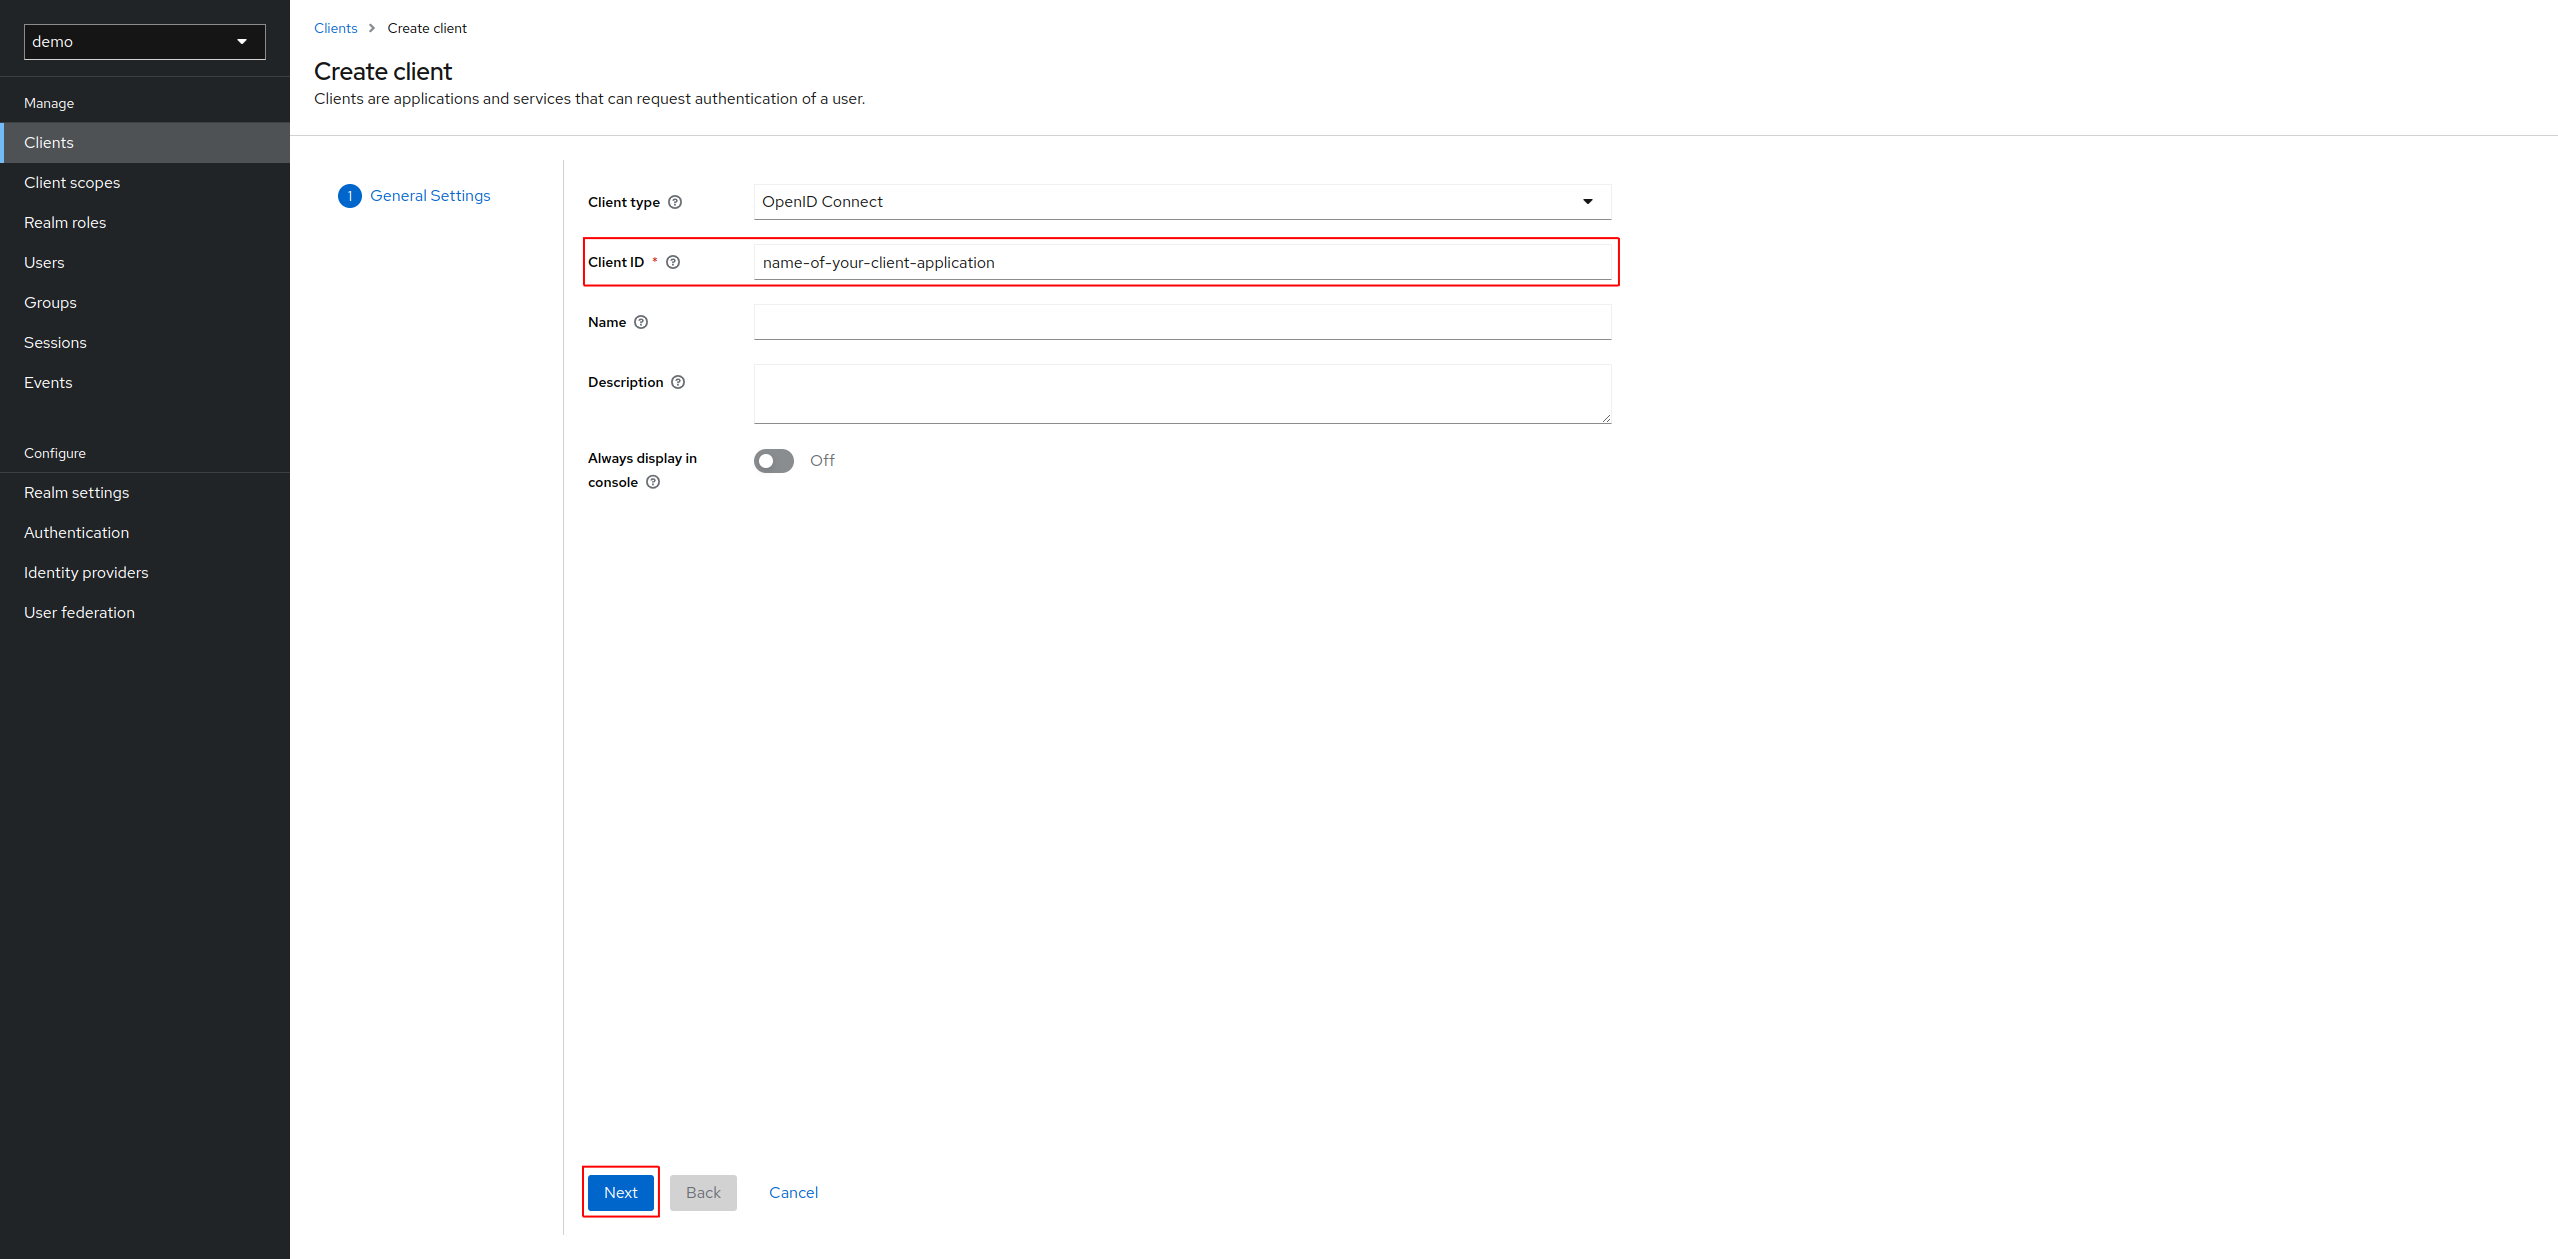 demo
Manage
Clients
Client scopes
Realm roles
Users
Groups
Sessions
Events
Configure
Realm settings
Authentication
Identity providers
User federation
Clients > Create client
Create client
Clients are applications and services that can request authentication of a user.
1 General Settings
Client type ? OpenID Connect
Client ID * ? name-of-your-client-application
Name ?
Description ?
Always display in
console ? Off
Next Back Cancel